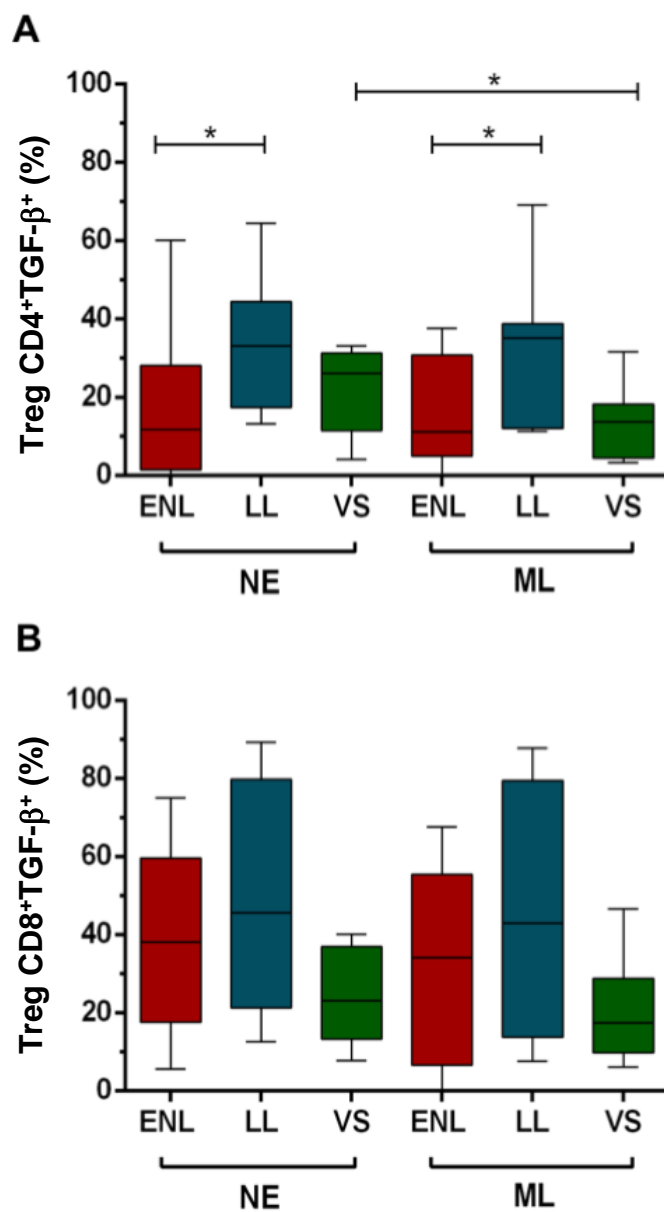 A
Treg CD4⁺TGF-β⁺ (%)
100
80
60
40
20
0
*
*
*
ENL LL VS ENL LL VS
NE ML
B
Treg CD8⁺TGF-β⁺ (%)
100
80
60
40
20
0
ENL LL VS ENL LL VS
NE ML